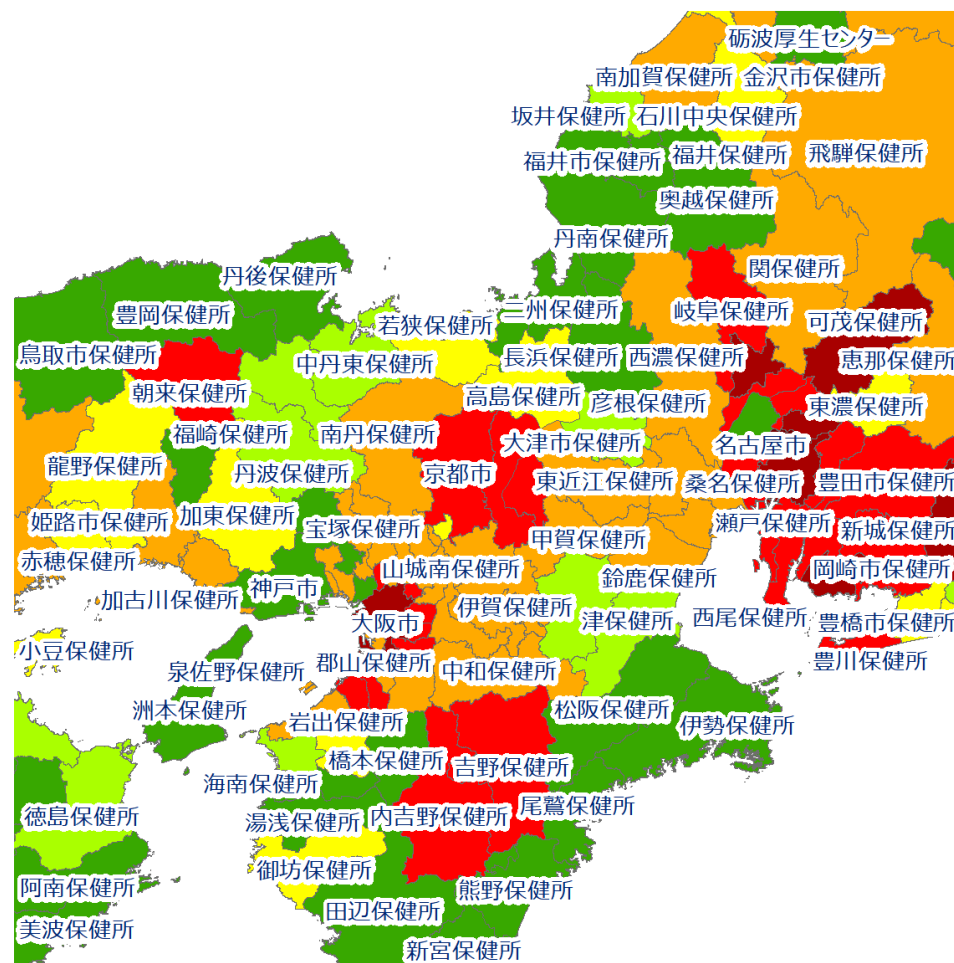 砺波厚生センター
南加賀保健所
金沢市保健所
坂井保健所
石川中央保健所
福井市保健所
福井保健所
飛騨保健所
奥越保健所
丹南保健所
丹後保健所
関保健所
豊岡保健所
二州保健所
岐阜保健所
若狭保健所
可茂保健所
鳥取市保健所
中丹東保健所
長浜保健所
西濃保健所
恵那保健所
朝来保健所
高島保健所
彦根保健所
東濃保健所
福崎保健所
南丹保健所
大津市保健所
名古屋市
龍野保健所
丹波保健所
京都市
東近江保健所
桑名保健所
豊田市保健所
姫路市保健所
加東保健所
宝塚保健所
瀬戸保健所
新城保健所
甲賀保健所
赤穂保健所
山城南保健所
鈴鹿保健所
岡崎市保健所
神戸市
加古川保健所
伊賀保健所
大阪市
津保健所
西尾保健所
豊橋市保健所
小豆保健所
泉佐野保健所
郡山保健所
中和保健所
豊川保健所
洲本保健所
岩出保健所
松阪保健所
伊勢保健所
橋本保健所
吉野保健所
海南保健所
徳島保健所
湯浅保健所
内吉野保健所
尾鷲保健所
御坊保健所
阿南保健所
熊野保健所
田辺保健所
美波保健所
新宮保健所